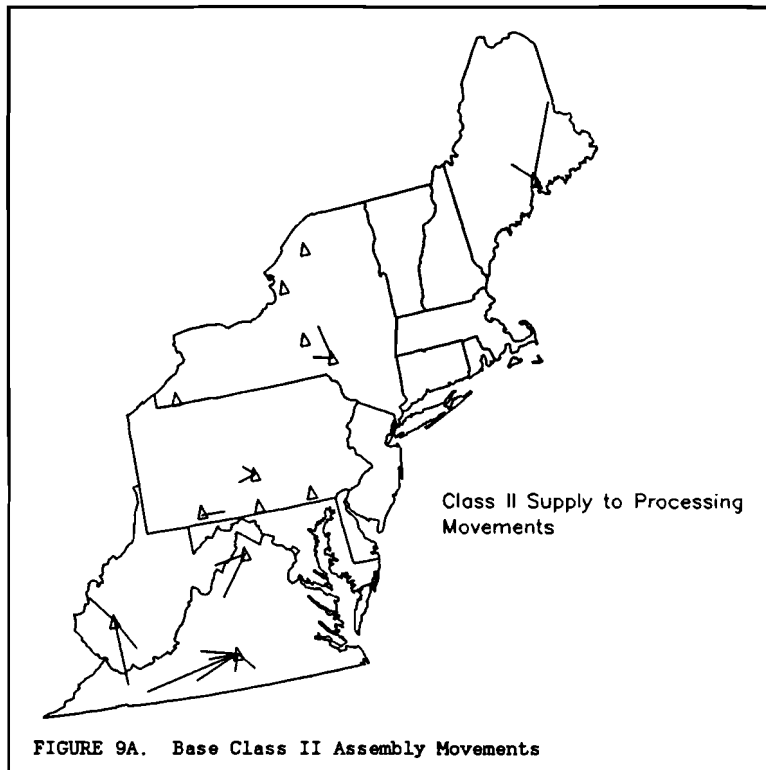 Class II Supply to Processing
Movements
FIGURE 9A. Base Class II Assembly Movements